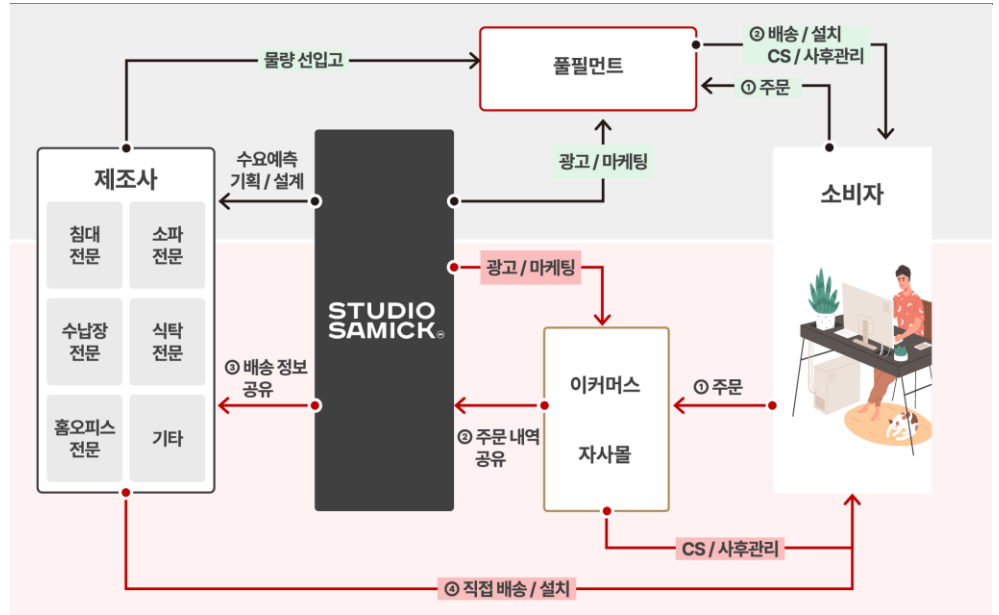 물량 선입고
풀필먼트
② 배송 / 설치
CS / 사후관리
① 주문
제조사
침대
전문
소파
전문
수납장
전문
식탁
전문
홈오피스
전문
기타
수요예측
기획 / 설계
광고 / 마케팅
소비자
STUDIO
SAMICK
광고 / 마케팅
③ 배송 정보
공유
② 주문 내역
공유
이커머스
자사몰
① 주문
CS / 사후관리
④ 직접 배송 / 설치